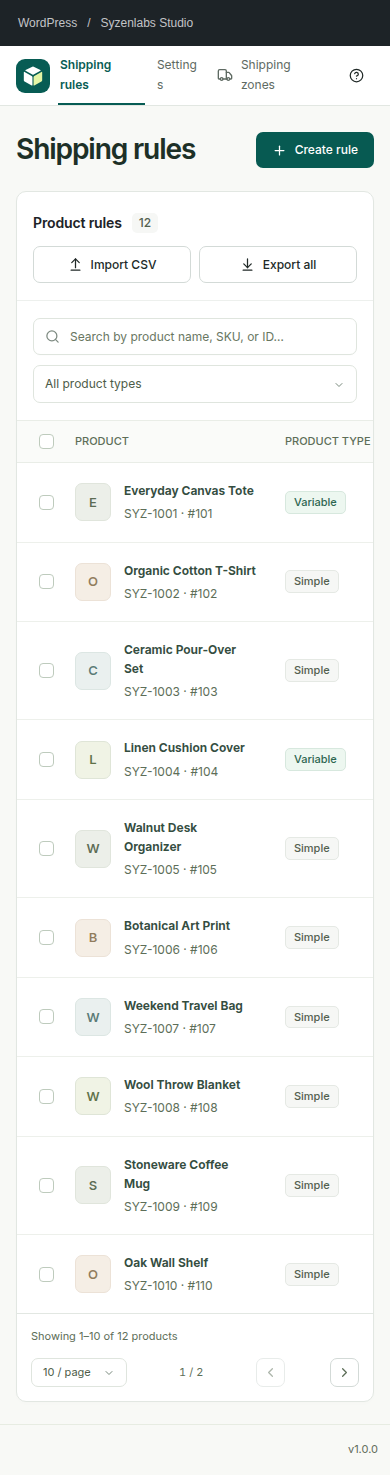 WordPress / Syzenlabs Studio
Shipping rules
Settings
Shipping zones
Shipping rules
Create rule
Product rules 12
Import CSV
Export all
Search by product name, SKU, or ID...
All product types
PRODUCT PRODUCT TYPE
E
Everyday Canvas Tote
SYZ-1001 · #101
Variable
O
Organic Cotton T-Shirt
SYZ-1002 · #102
Simple
C
Ceramic Pour-Over
Set
SYZ-1003 · #103
Simple
L
Linen Cushion Cover
SYZ-1004 · #104
Variable
W
Walnut Desk
Organizer
SYZ-1005 · #105
Simple
B
Botanical Art Print
SYZ-1006 · #106
Simple
W
Weekend Travel Bag
SYZ-1007 · #107
Simple
W
Wool Throw Blanket
SYZ-1008 · #108
Simple
S
Stoneware Coffee
Mug
SYZ-1009 · #109
Simple
O
Oak Wall Shelf
SYZ-1010 · #110
Simple
Showing 1–10 of 12 products
10 / page
1 / 2
v1.0.0